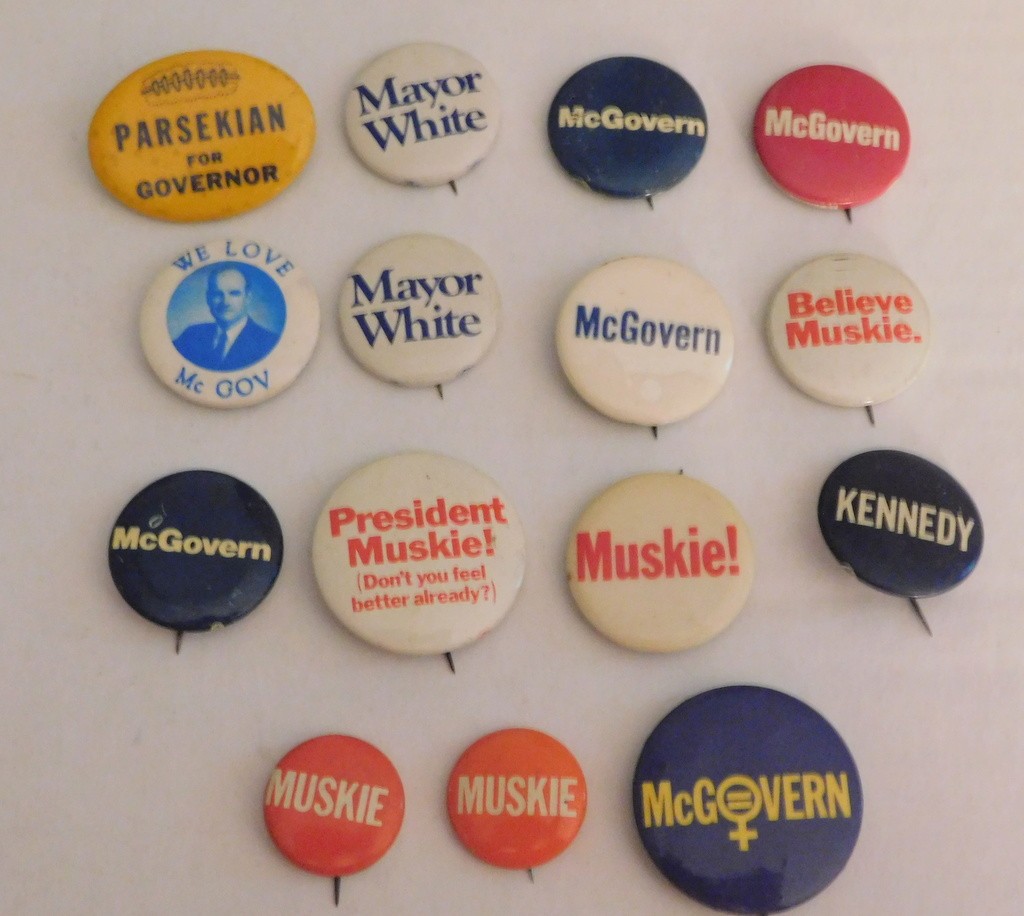 PARSEKIAN
FOR
GOVERNOR
Mayor
White
McGovern
McGovern
WE LOVE
Mc GOV
Mayor
White
McGovern
Believe
Muskie.
McGovern
President
Muskie!
(Don't you feel
better already?)
Muskie!
KENNEDY
MUSKIE
MUSKIE
McGOVERN